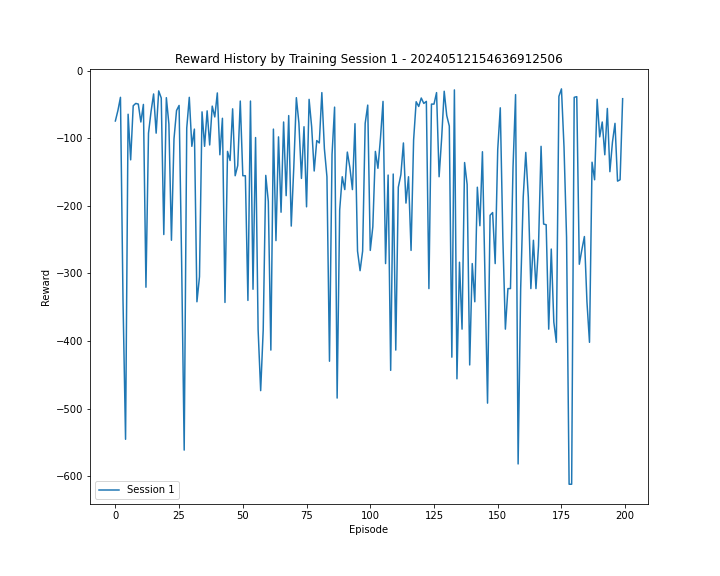 Reward History by Training Session 1 - 20240512154636912506
Reward
0
−100
−200
−300
−400
−500
−600
Session 1
0 25 50 75 100 125 150 175 200
Episode